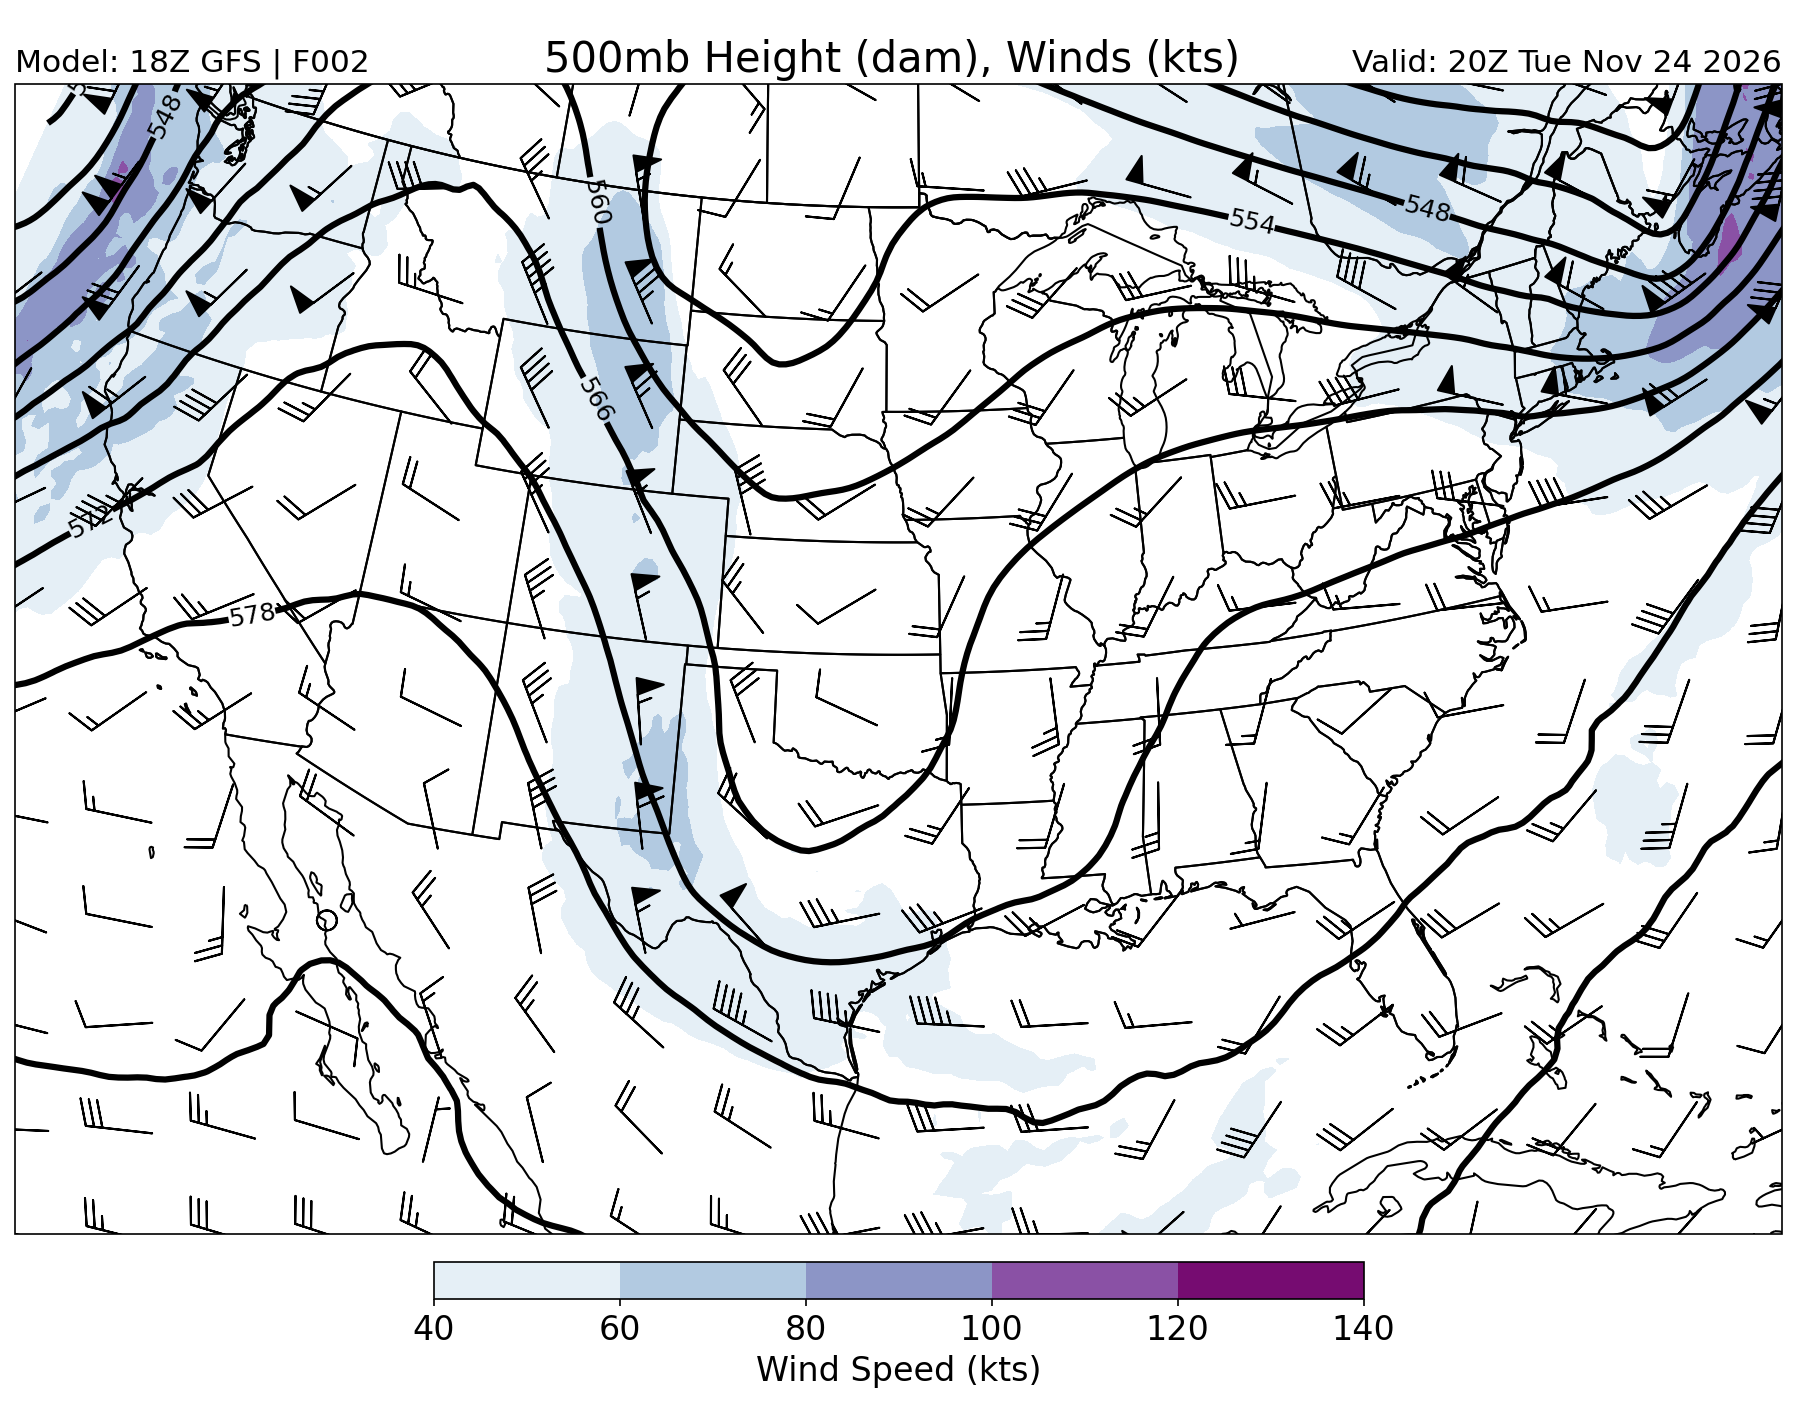 Model: 18Z GFS | F002
500mb Height (dam), Winds (kts)
Valid: 20Z Tue Nov 24 2026
548
560
554
548
566
572
578
40 60 80 100 120 140
Wind Speed (kts)